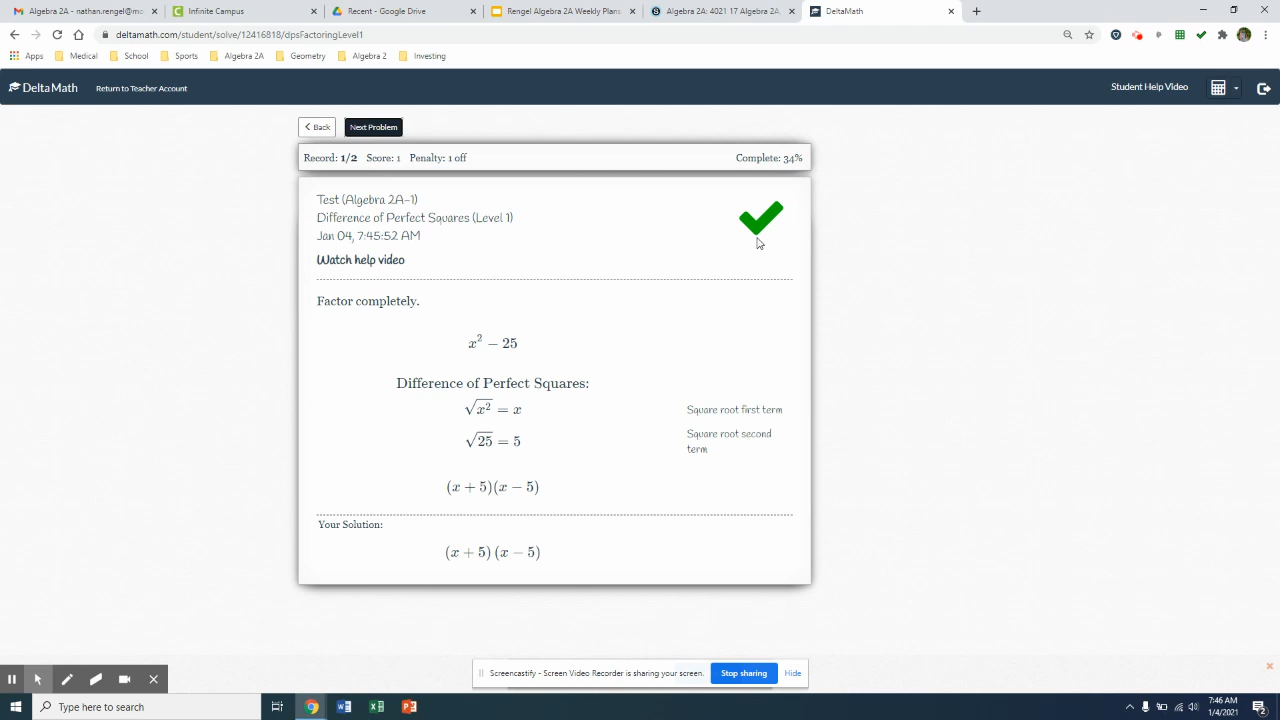 Algebra 2A - nathan.rengel@mc
Infinite Campus
Recent - Google Drive
Rengel Algebra 2A Weekly Plans
Algebra 2A: 4021 17 Algebra 2A,
DeltaMath
deltamath.com/student/solve/12416818/dpsFactoringLevel1
Apps Medical School Sports Algebra 2A Geometry Algebra 2 Investing
DeltaMath Return to Teacher Account Student Help Video
Back Next Problem
Record: 1/2 Score: 1 Penalty: 1 off Complete: 34%
Test (Algebra 2A-1)
Difference of Perfect Squares (Level 1)
Jan 04, 7:45:52 AM
Watch help video
Factor completely.
x² − 25
Difference of Perfect Squares:
√x² = x Square root first term
√25 = 5 Square root second
term
(x + 5)(x − 5)
Your Solution:
(x + 5) (x − 5)
Screencastify - Screen Video Recorder is sharing your screen. Stop sharing Hide
Type here to search
7:46 AM
1/4/2021
2